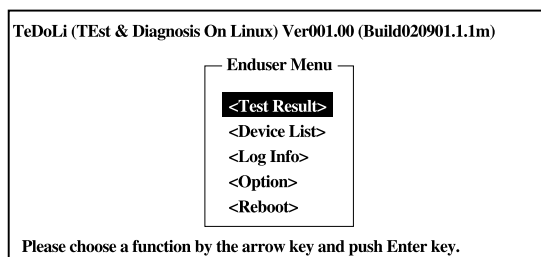 TeDoLi (TEst & Diagnosis On Linux) Ver001.00 (Build020901.1.1m)
Enduser Menu
<Test Result>
<Device List>
<Log Info>
<Option>
<Reboot>
Please choose a function by the arrow key and push Enter key.